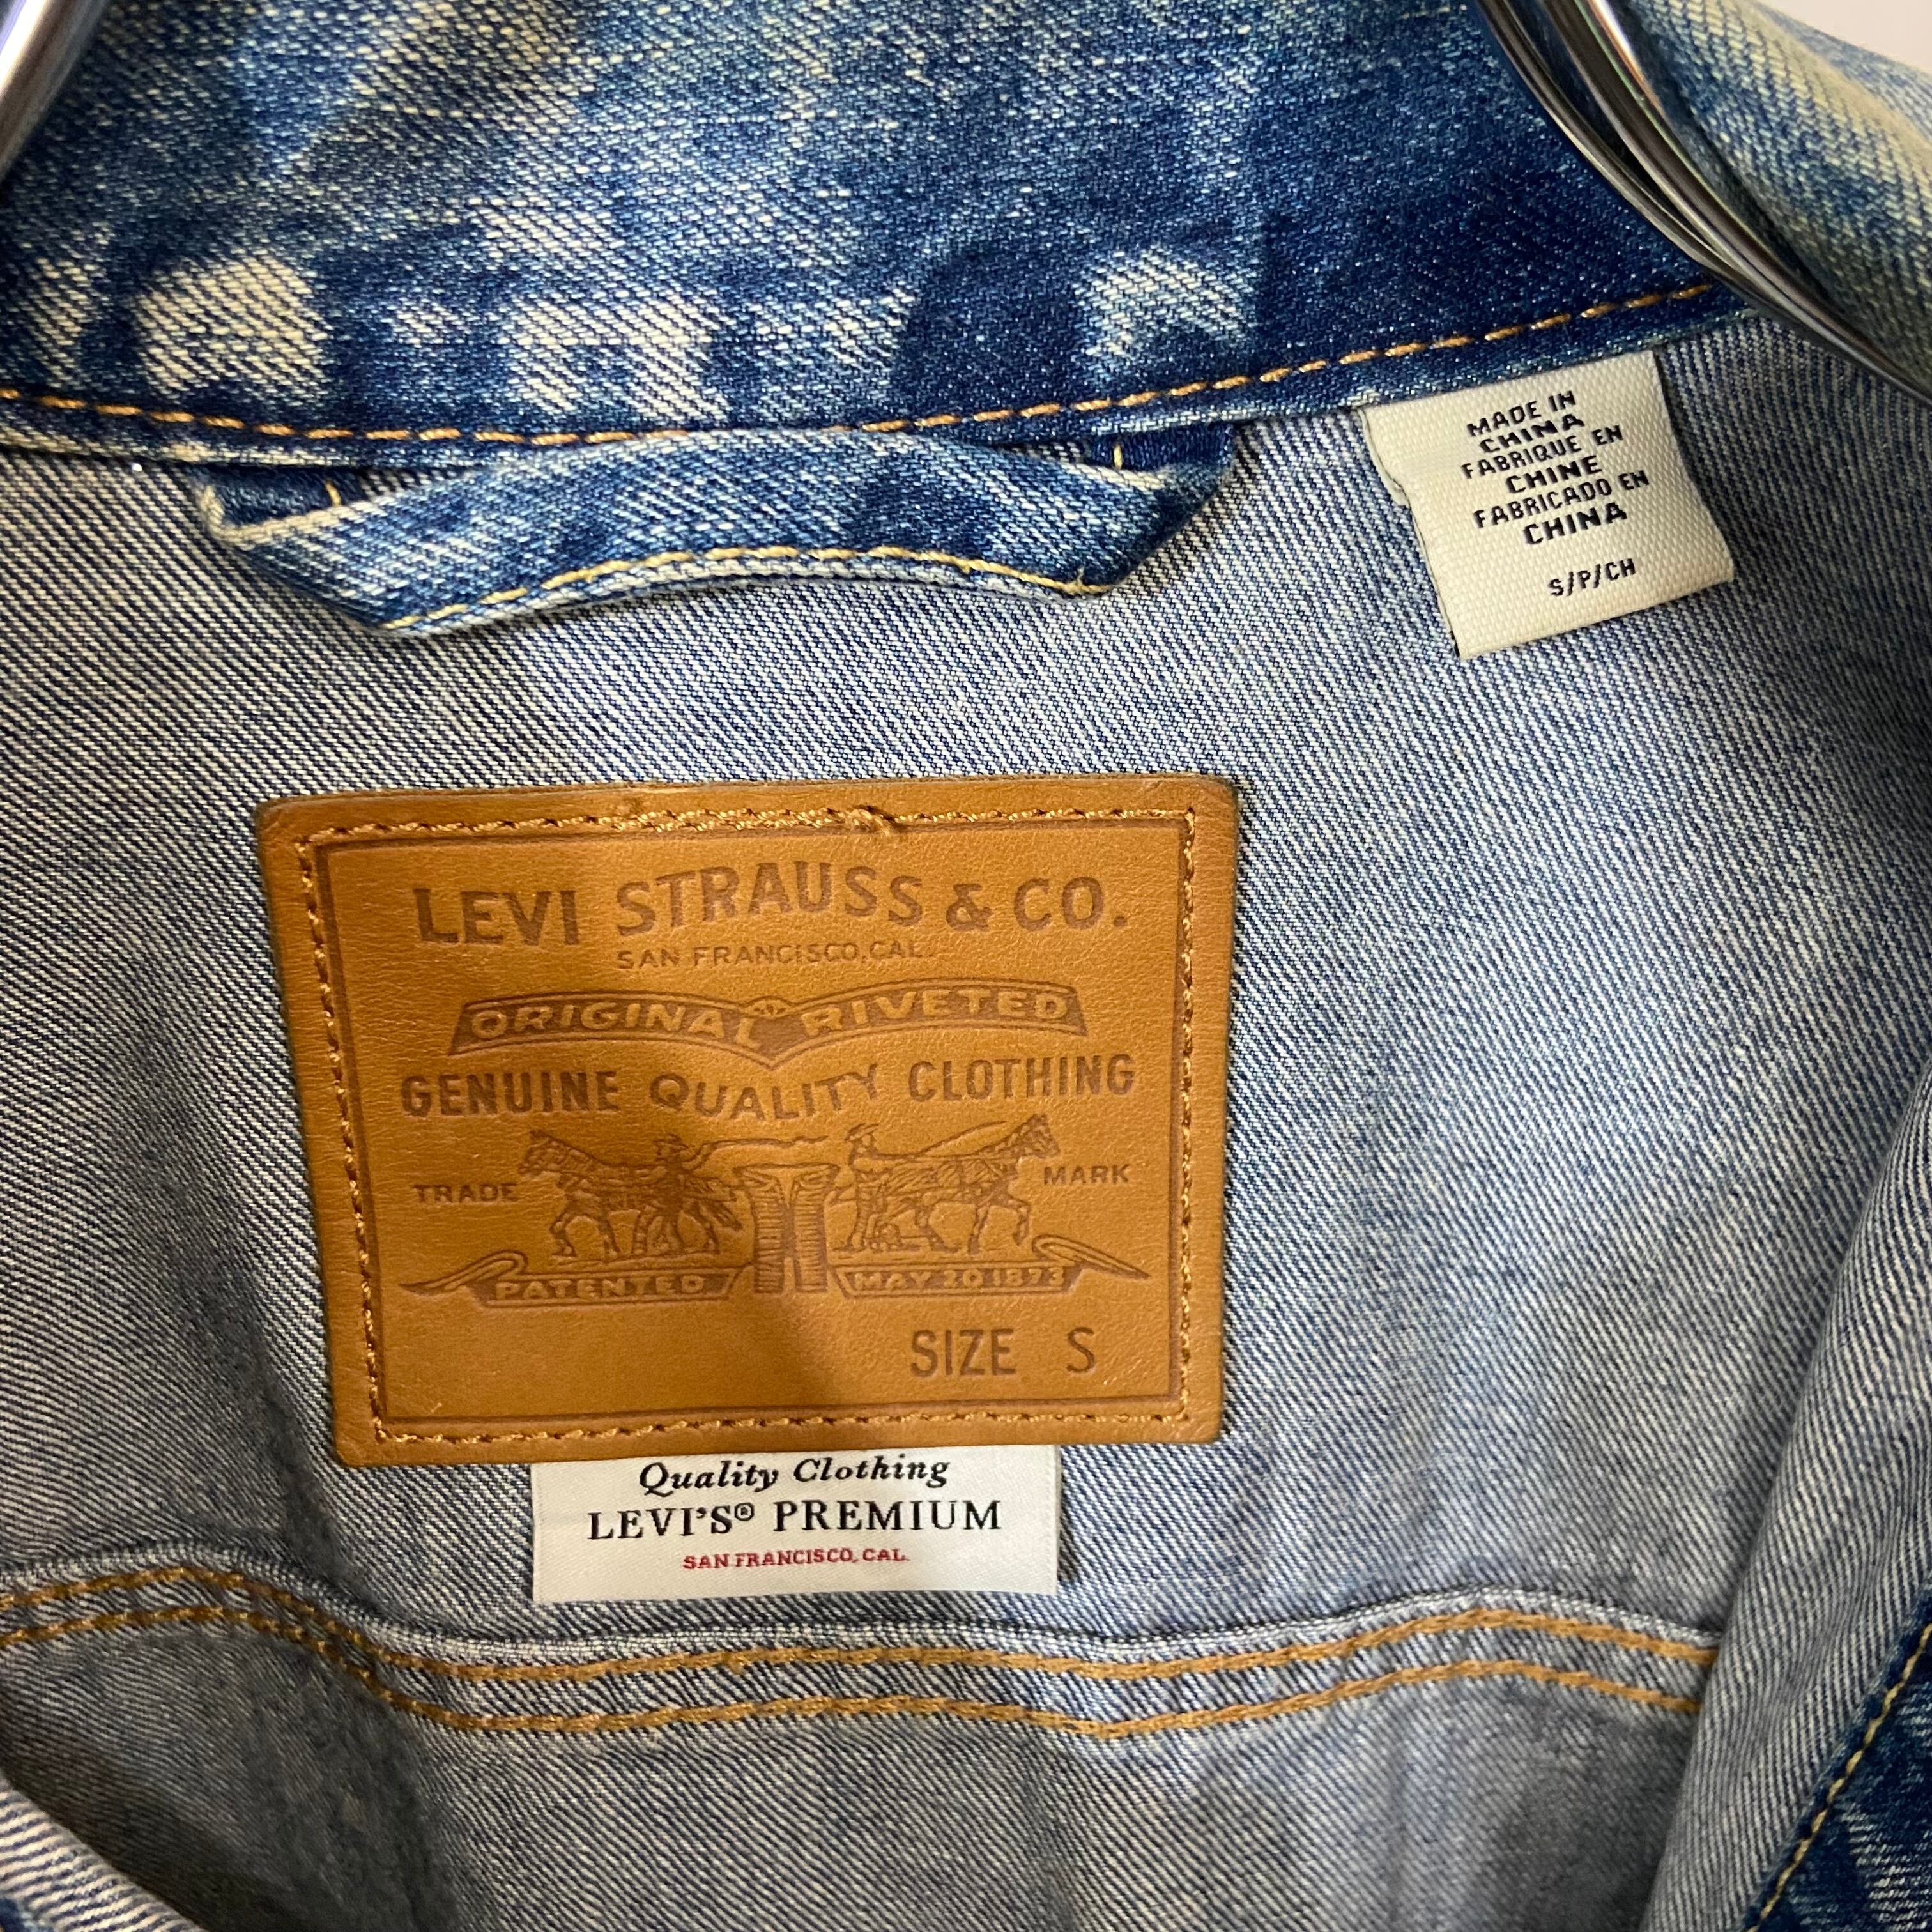 MADE IN
CHINA
FABRIQUE EN
CHINE
FABRICADO EN
CHINA
S/P/CH
LEVI STRAUSS & CO.
SAN FRANCISCO, CAL.
ORIGINAL RIVETED
GENUINE QUALITY CLOTHING
TRADE MARK
PATENTED MAY 20 1873
SIZE S
Quality Clothing
LEVI'S® PREMIUM
SAN FRANCISCO, CAL.